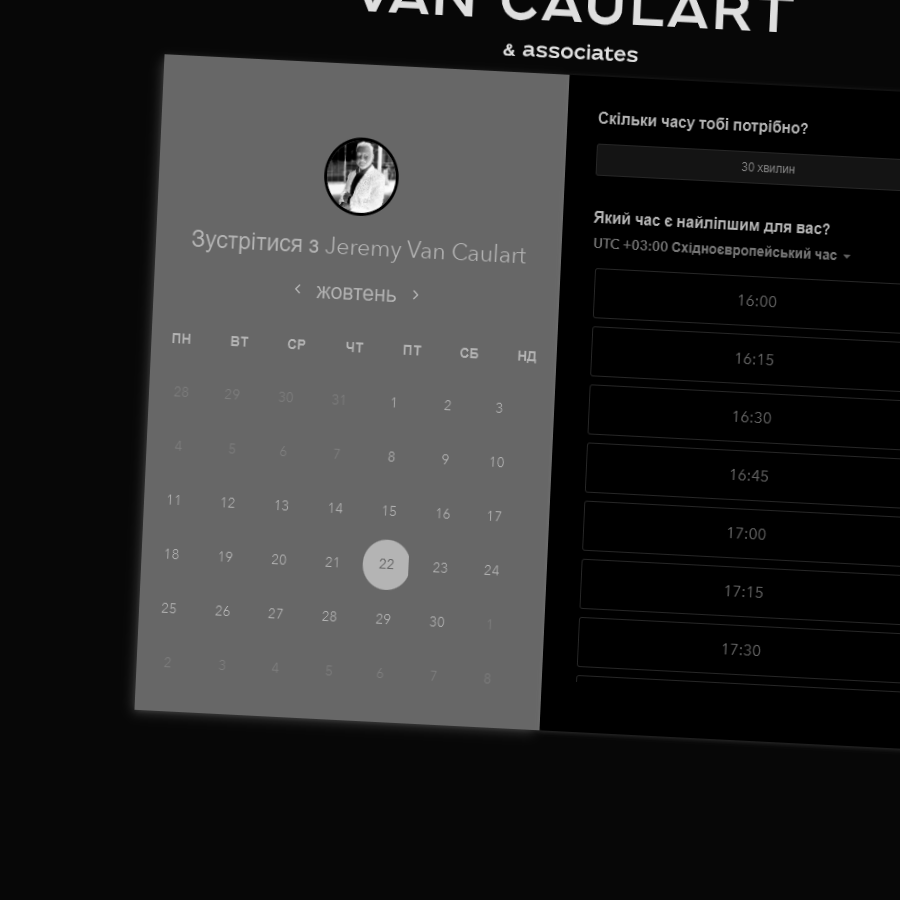 VAN CAULART
& associates
Зустрітися з Jeremy Van Caulart
‹ жовтень ›
ПН ВТ СР ЧТ ПТ СБ НД
28 29 30 31 1 2 3
4 5 6 7 8 9 10
11 12 13 14 15 16 17
18 19 20 21 22 23 24
25 26 27 28 29 30 1
2 3 4 5 6 7 8
Скільки часу тобі потрібно?
30 хвилин
Який час є найліпшим для вас?
UTC +03:00 Східноєвропейський час
16:00
16:15
16:30
16:45
17:00
17:15
17:30